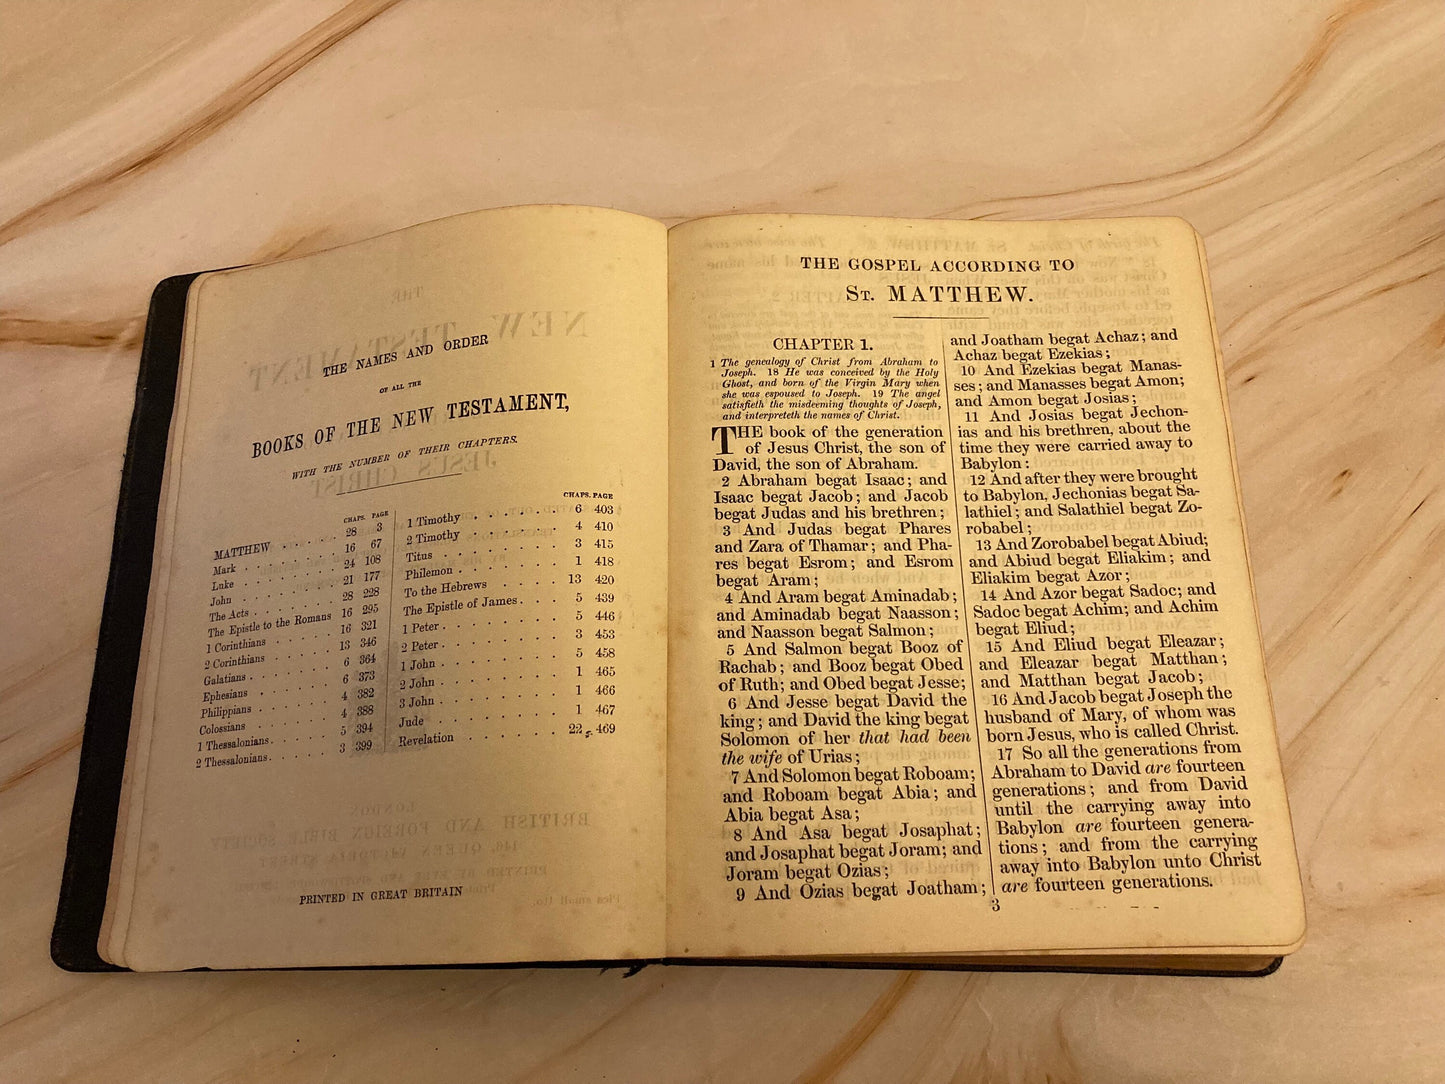 THE NAMES AND ORDER
OF ALL THE
BOOKS OF THE NEW TESTAMENT,
WITH THE NUMBER OF THEIR CHAPTERS.
CHAPS. PAGE
MATTHEW 28 3
Mark 16 67
Luke 24 108
John 21 177
The Acts 28 228
The Epistle to the Romans 16 295
1 Corinthians 16 321
2 Corinthians 13 346
Galatians 6 364
Ephesians 6 373
Philippians 4 382
Colossians 4 388
1 Thessalonians 5 394
2 Thessalonians 3 399
CHAPS. PAGE
1 Timothy 6 403
2 Timothy 4 410
Titus 3 415
Philemon 1 418
To the Hebrews 13 420
The Epistle of James 5 439
1 Peter 5 446
2 Peter 3 453
1 John 5 458
2 John 1 465
3 John 1 466
Jude 1 467
Revelation 22 469
PRINTED IN GREAT BRITAIN
THE GOSPEL ACCORDING TO
ST. MATTHEW.
CHAPTER 1.
1 The genealogy of Christ from Abraham to
Joseph. 18 He was conceived by the Holy
Ghost, and born of the Virgin Mary when
she was espoused to Joseph. 19 The angel
satisfieth the misdeeming thoughts of Joseph,
and interpreteth the names of Christ.
THE book of the generation
of Jesus Christ, the son of
David, the son of Abraham.
2 Abraham begat Isaac; and
Isaac begat Jacob; and Jacob
begat Judas and his brethren;
3 And Judas begat Phares
and Zara of Thamar; and Pha-
res begat Esrom; and Esrom
begat Aram;
4 And Aram begat Aminadab;
and Aminadab begat Naasson;
and Naasson begat Salmon;
5 And Salmon begat Booz of
Rachab; and Booz begat Obed
of Ruth; and Obed begat Jesse;
6 And Jesse begat David the
king; and David the king begat
Solomon of her that had been
the wife of Urias;
7 And Solomon begat Roboam;
and Roboam begat Abia; and
Abia begat Asa;
8 And Asa begat Josaphat;
and Josaphat begat Joram; and
Joram begat Ozias;
9 And Ozias begat Joatham;
and Joatham begat Achaz; and
Achaz begat Ezekias;
10 And Ezekias begat Manas-
ses; and Manasses begat Amon;
and Amon begat Josias;
11 And Josias begat Jechon-
ias and his brethren, about the
time they were carried away to
Babylon:
12 And after they were brought
to Babylon, Jechonias begat Sa-
lathiel; and Salathiel begat Zo-
robabel;
13 And Zorobabel begat Abiud;
and Abiud begat Eliakim; and
Eliakim begat Azor;
14 And Azor begat Sadoc; and
Sadoc begat Achim; and Achim
begat Eliud;
15 And Eliud begat Eleazar;
and Eleazar begat Matthan;
and Matthan begat Jacob;
16 And Jacob begat Joseph the
husband of Mary, of whom was
born Jesus, who is called Christ.
17 So all the generations from
Abraham to David are fourteen
generations; and from David
until the carrying away into
Babylon are fourteen genera-
tions; and from the carrying
away into Babylon unto Christ
are fourteen generations.
3